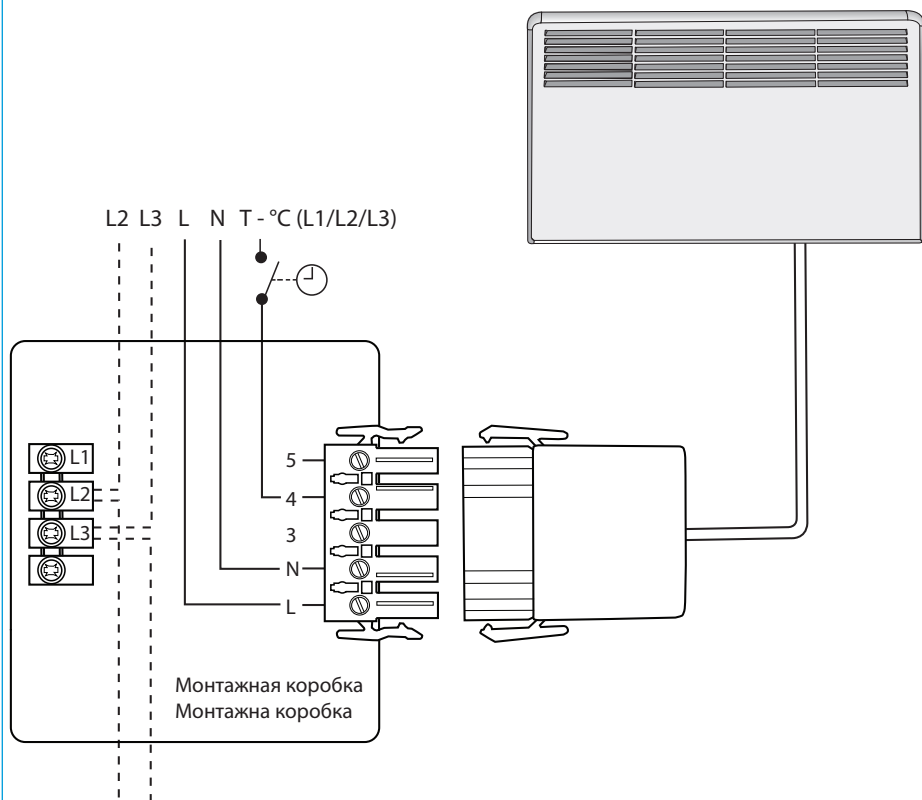 L2 L3 L N T - °C (L1/L2/L3)
L1
L2
L3
5
4
3
N
L
Монтажная коробка
Монтажна коробка